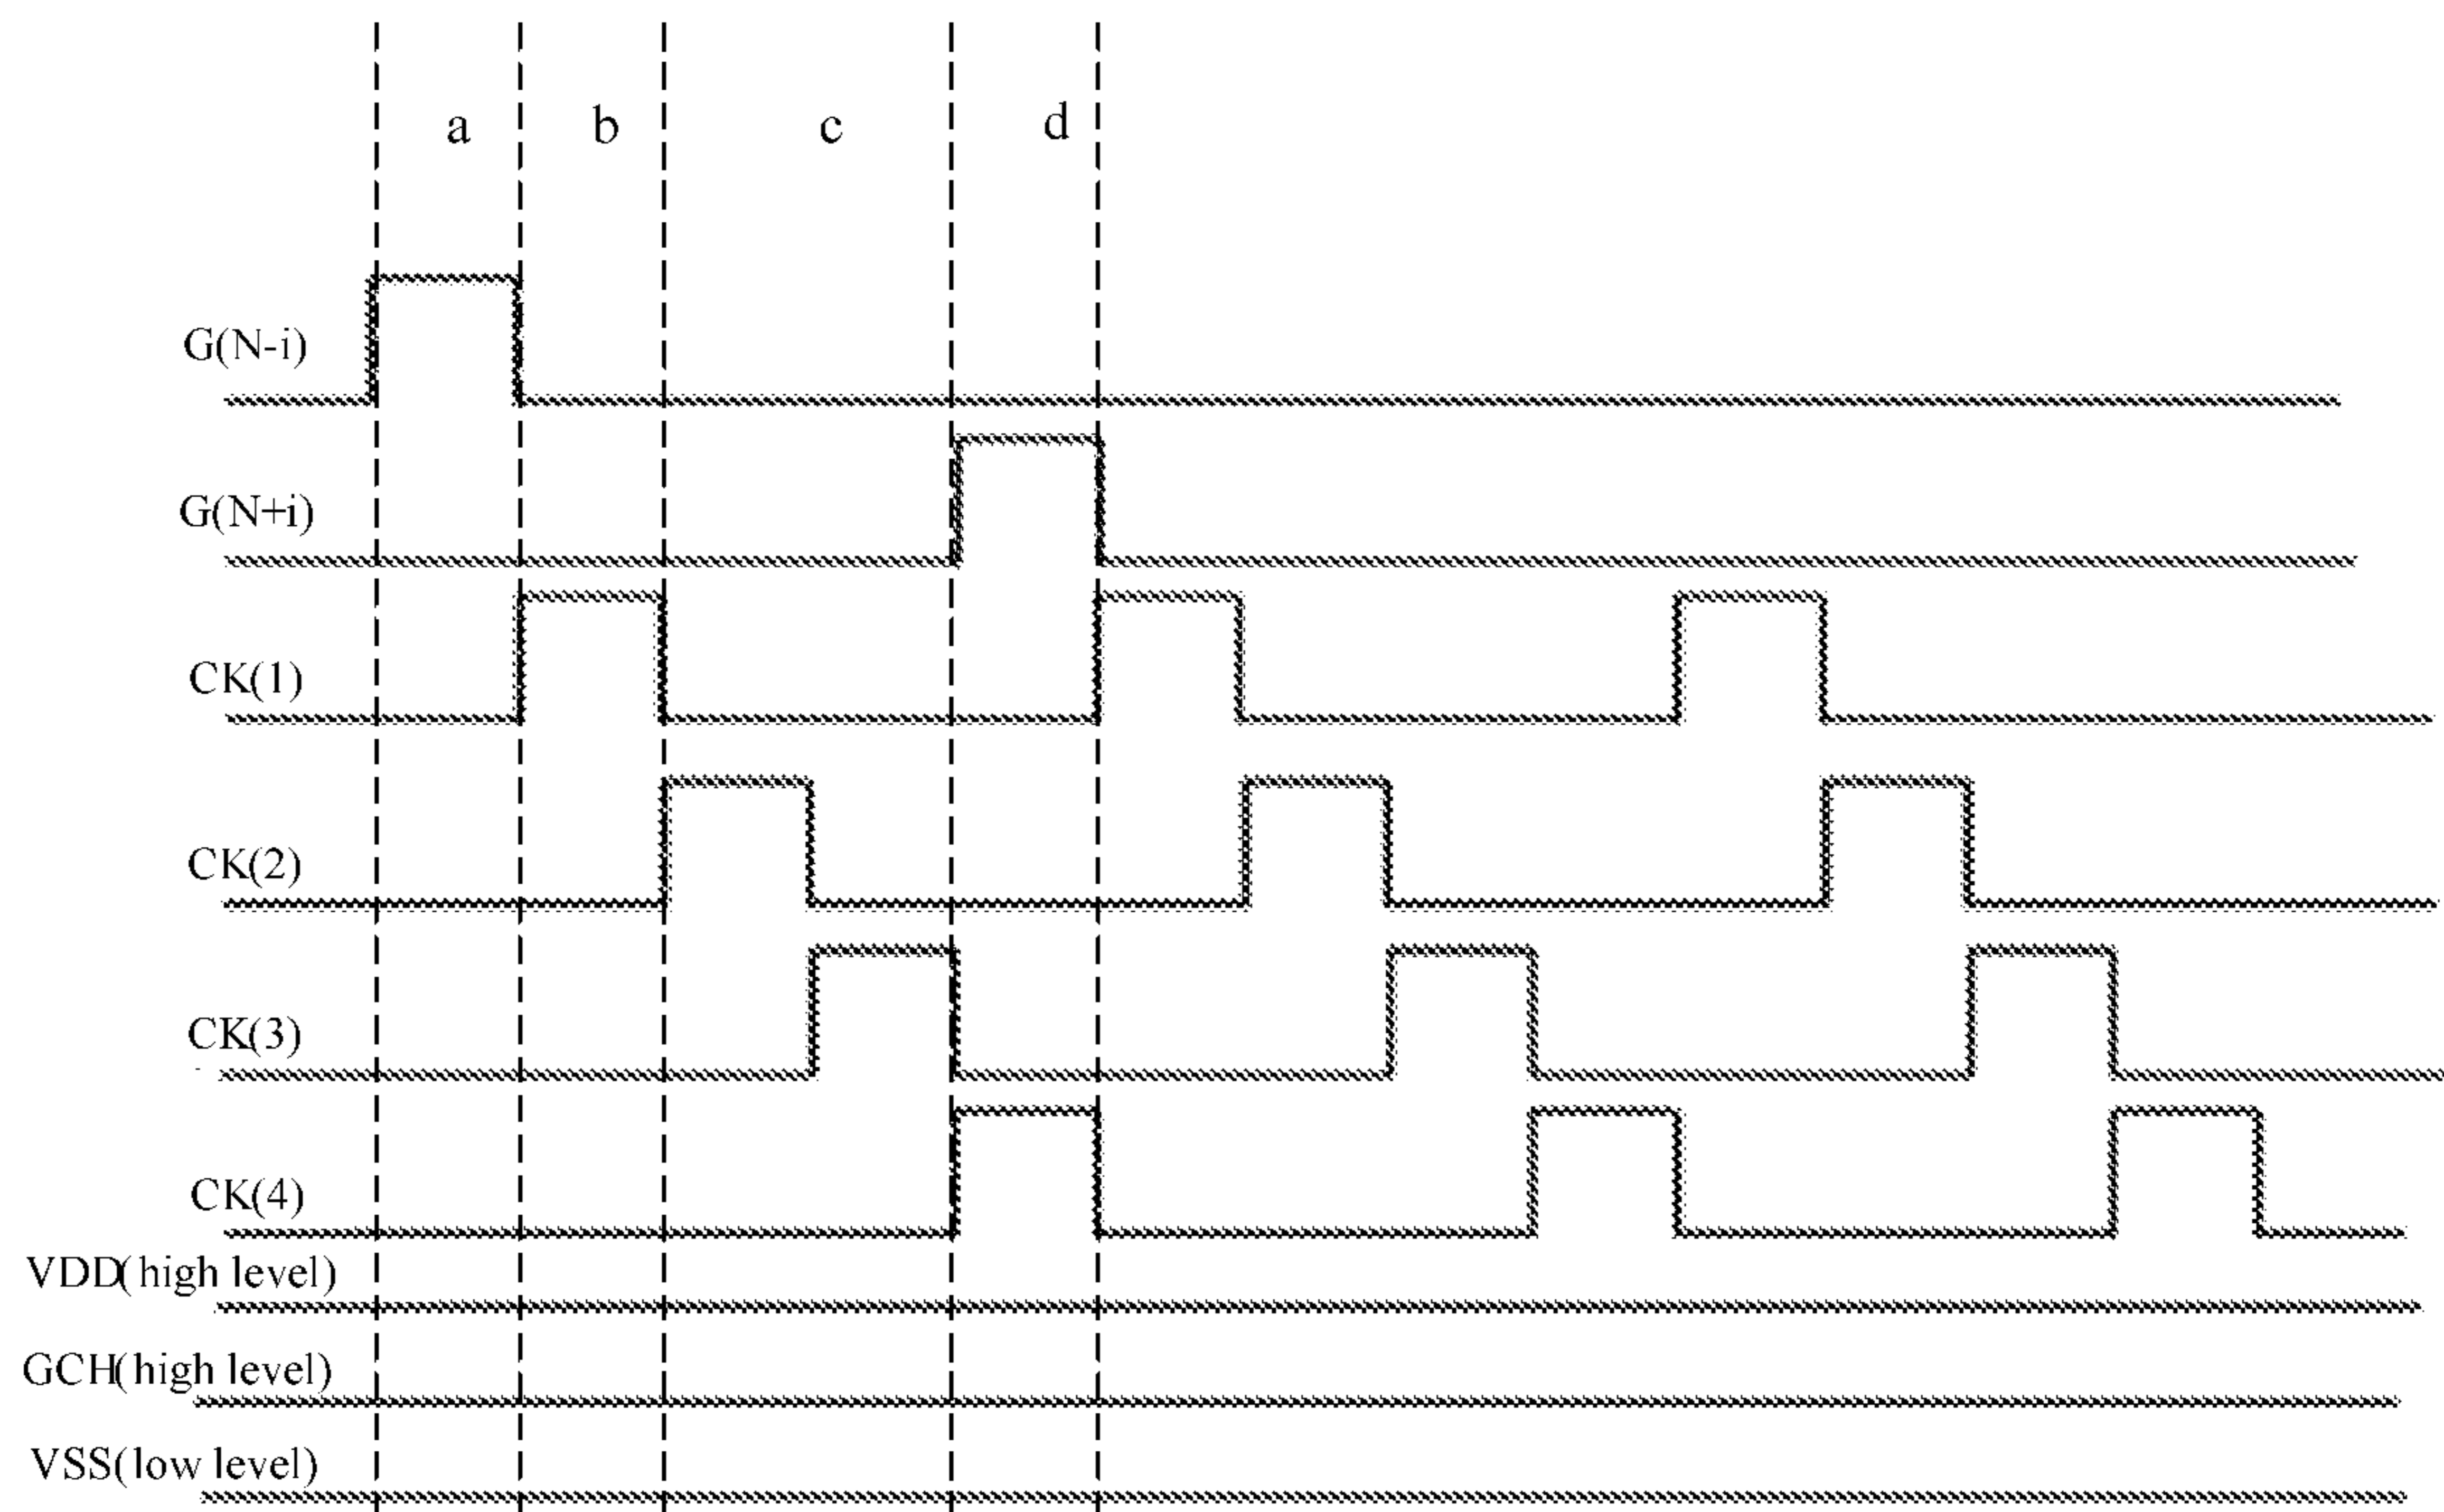 a b c d
G(N-i)
G(N+i)
CK(1)
CK(2)
CK(3)
CK(4)
VDD(high level)
GCH(high level)
VSS(low level)